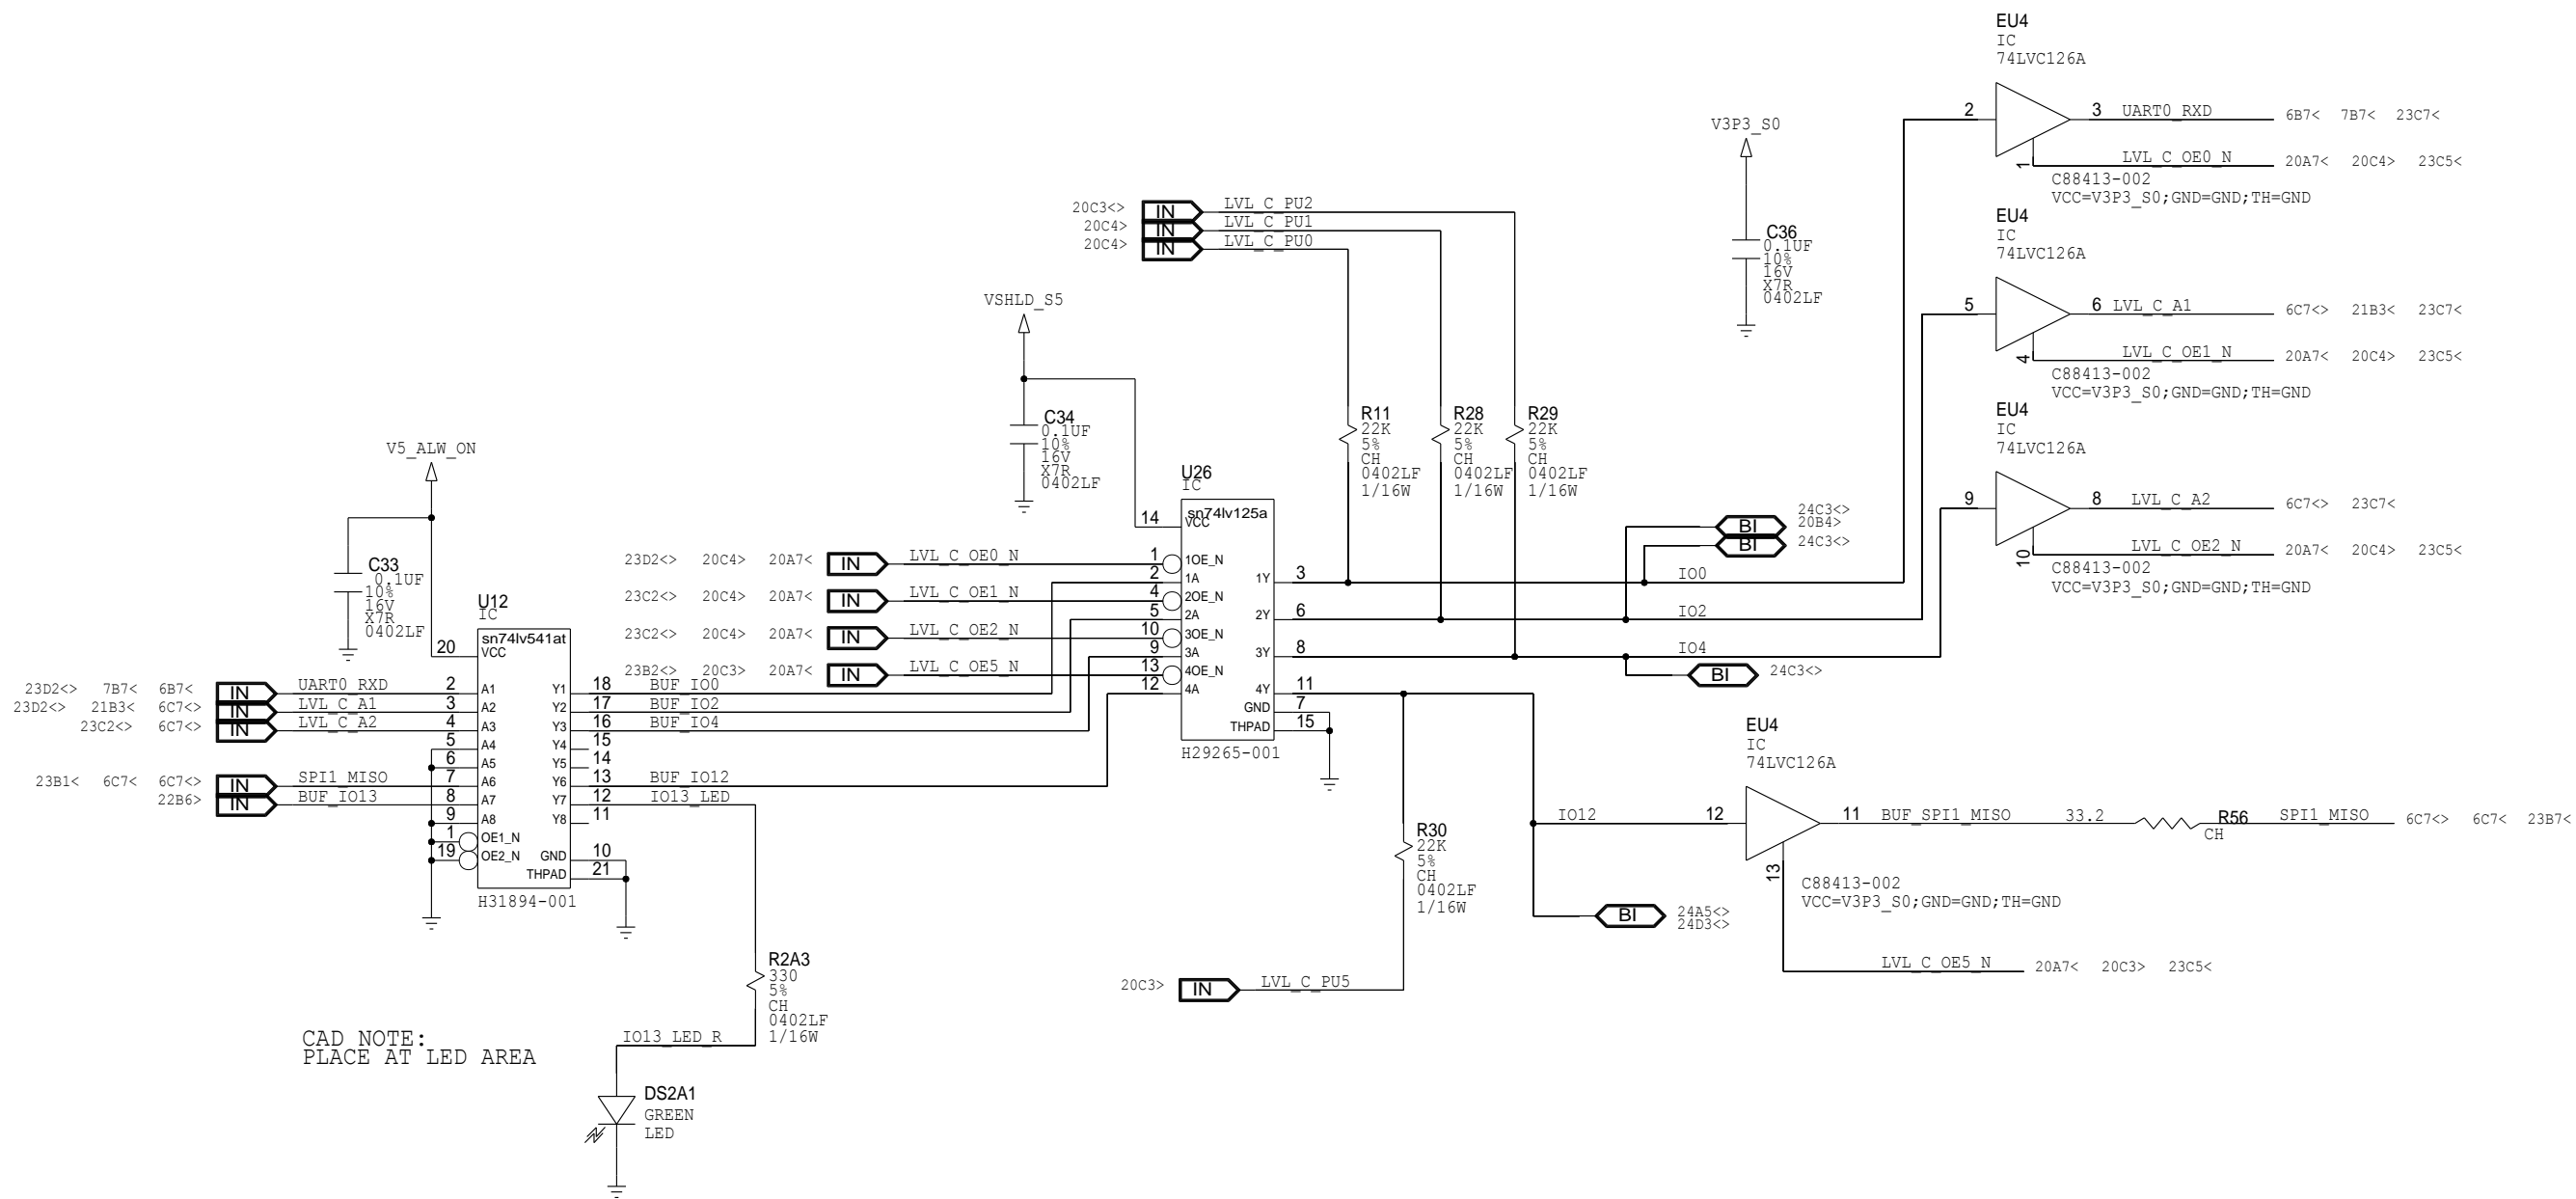 EU4
IC
74LVC126A
2
3
UART0_RXD
6B7<
7B7<
23C7<
1
LVL_C_OE0_N
20A7<
20C4>
23C5<
C88413-002
VCC=V3P3_S0;GND=GND;TH=GND
EU4
IC
74LVC126A
5
6
LVL_C_A1
6C7<>
21B3<
23C7<
4
LVL_C_OE1_N
20A7<
20C4>
23C5<
C88413-002
VCC=V3P3_S0;GND=GND;TH=GND
EU4
IC
74LVC126A
9
8
LVL_C_A2
6C7<>
23C7<
10
LVL_C_OE2_N
20A7<
20C4>
23C5<
C88413-002
VCC=V3P3_S0;GND=GND;TH=GND
V3P3_S0
C36
0.1UF
10%
16V
X7R
0402LF
20C3<>
IN
LVL_C_PU2
20C4>
IN
LVL_C_PU1
20C4>
IN
LVL_C_PU0
VSHLD_S5
C34
0.1UF
10%
16V
X7R
0402LF
R11
22K
5%
CH
0402LF
1/16W
R28
22K
5%
CH
0402LF
1/16W
R29
22K
5%
CH
0402LF
1/16W
V5_ALW_ON
C33
0.1UF
10%
16V
X7R
0402LF
U26
IC
sn74lv125a
14
VCC
23D2<>
20C4>
20A7<
IN
LVL_C_OE0_N
1
1OE_N
2
1A
23C2<>
20C4>
20A7<
IN
LVL_C_OE1_N
4
2OE_N
5
2A
23C2<>
20C4>
20A7<
IN
LVL_C_OE2_N
10
3OE_N
9
3A
23B2<>
20C3>
20A7<
IN
LVL_C_OE5_N
13
4OE_N
12
4A
1Y
3
IO0
2Y
6
IO2
3Y
8
IO4
4Y
11
GND
7
THPAD
15
H29265-001
BI
24C3<>
20B4>
BI
24C3<>
BI
24C3<>
U12
IC
sn74lv541at
20
VCC
23D2<>
7B7<
6B7<
IN
UART0_RXD
2
A1
Y1
18
BUF_IO0
23D2<>
21B3<
6C7<>
IN
LVL_C_A1
3
A2
Y2
17
BUF_IO2
23C2<>
6C7<>
IN
LVL_C_A2
4
A3
Y3
16
BUF_IO4
5
A4
Y4
15
6
A5
Y5
14
23B1<
6C7<
6C7<>
IN
SPI1_MISO
7
A6
Y6
13
BUF_IO12
22B6>
IN
BUF_IO13
8
A7
Y7
12
IO13_LED
9
A8
Y8
11
1
OE1_N
19
OE2_N
GND
10
THPAD
21
H31894-001
EU4
IC
74LVC126A
IO12
12
11
BUF_SPI1_MISO
33.2
R56
CH
SPI1_MISO
6C7<>
6C7<
23B7<
13
C88413-002
VCC=V3P3_S0;GND=GND;TH=GND
LVL_C_OE5_N
20A7<
20C3>
23C5<
R30
22K
5%
CH
0402LF
1/16W
BI
24A5<>
24D3<>
20C3>
IN
LVL_C_PU5
R2A3
330
5%
CH
0402LF
1/16W
IO13_LED_R
CAD NOTE:
PLACE AT LED AREA
DS2A1
GREEN
LED